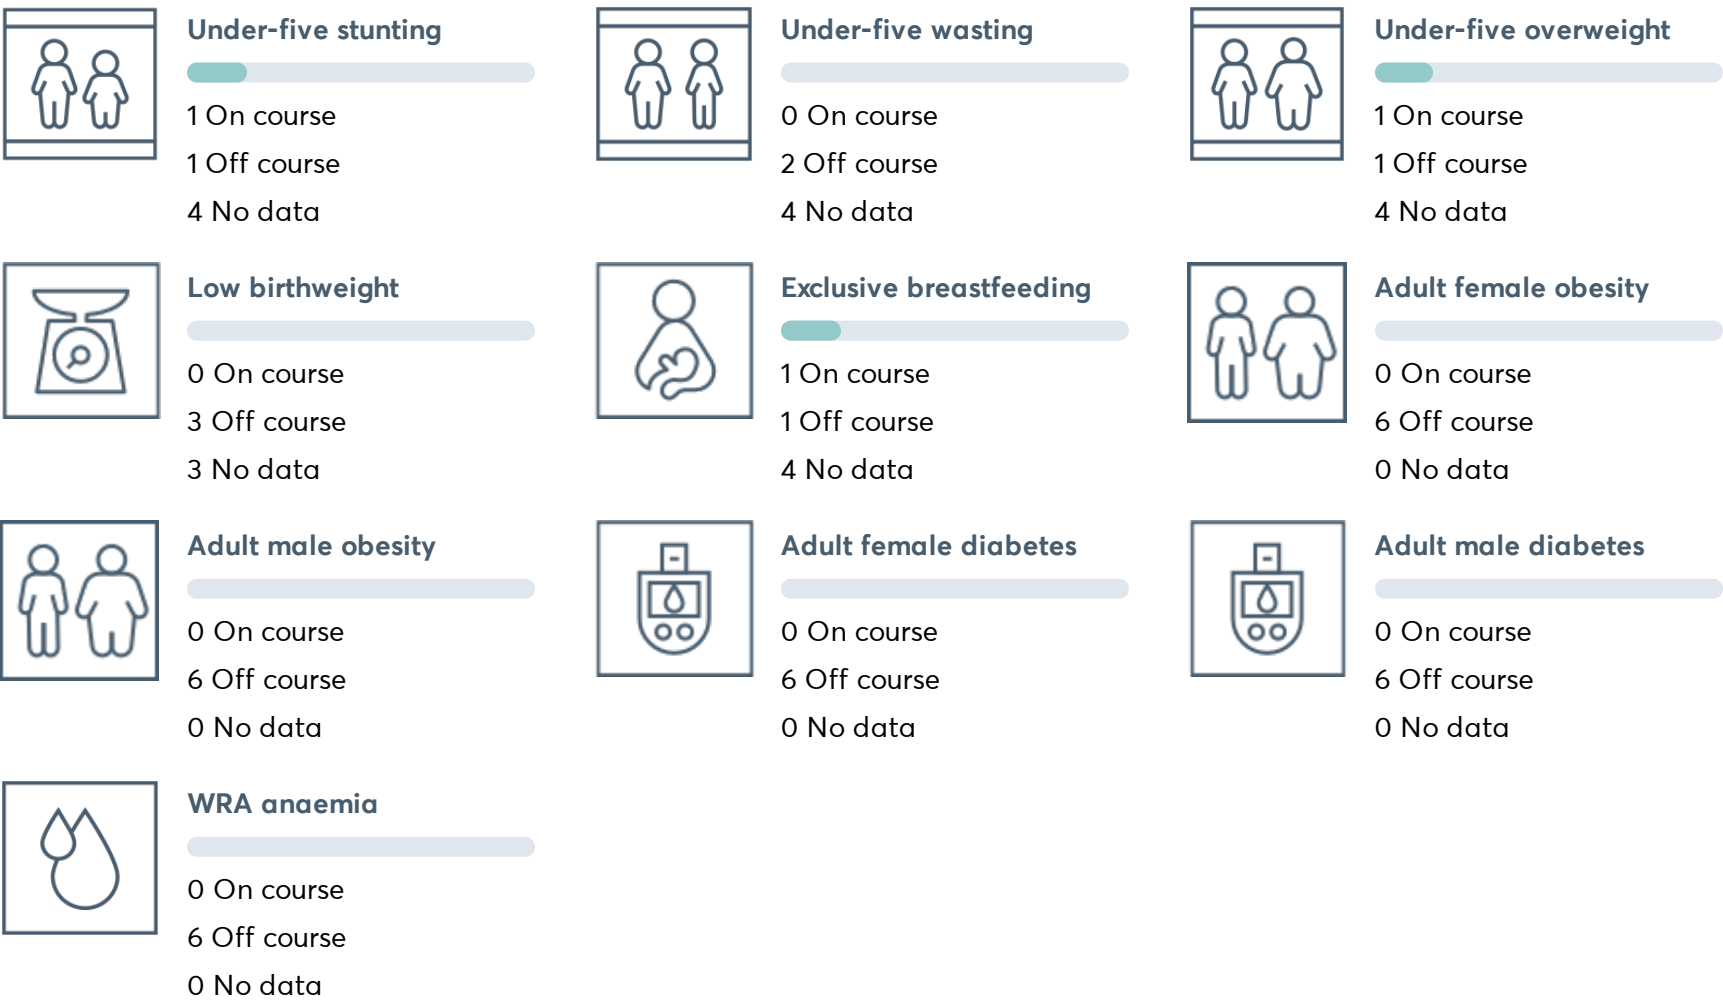 Under-five stunting
1 On course
1 Off course
4 No data
Under-five wasting
0 On course
2 Off course
4 No data
Under-five overweight
1 On course
1 Off course
4 No data
Low birthweight
0 On course
3 Off course
3 No data
Exclusive breastfeeding
1 On course
1 Off course
4 No data
Adult female obesity
0 On course
6 Off course
0 No data
Adult male obesity
0 On course
6 Off course
0 No data
Adult female diabetes
0 On course
6 Off course
0 No data
Adult male diabetes
0 On course
6 Off course
0 No data
WRA anaemia
0 On course
6 Off course
0 No data